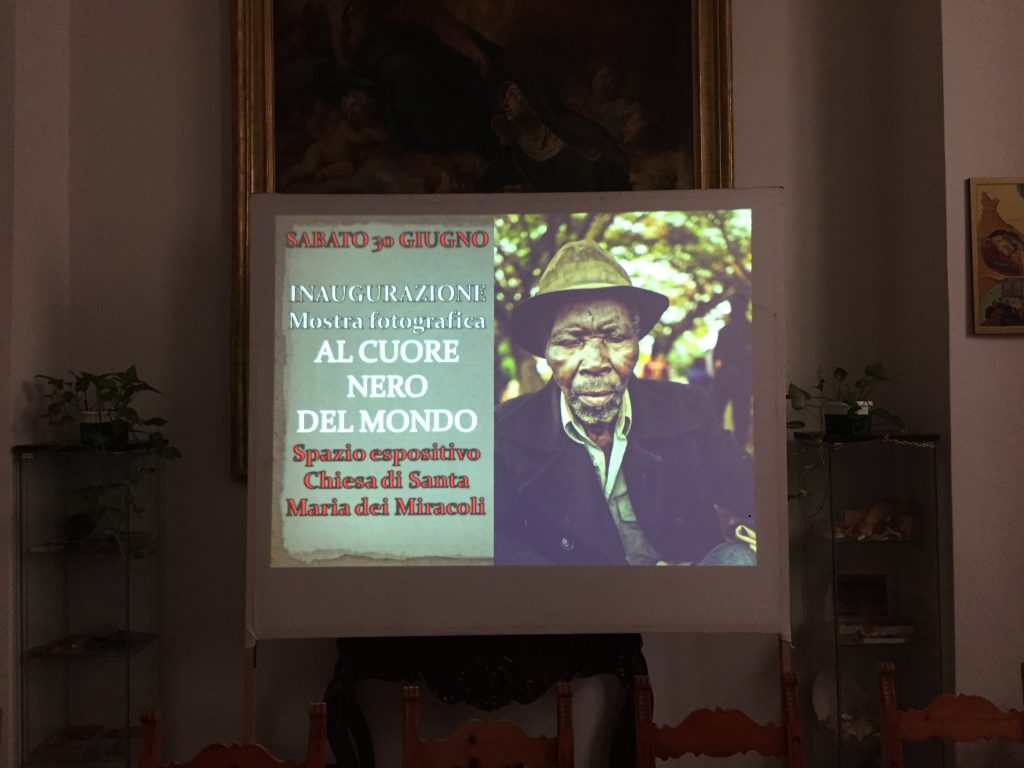 SABATO 30 GIUGNO
INAUGURAZIONE
Mostra fotografica
AL CUORE
NERO
DEL MONDO
Spazio espositivo
Chiesa di Santa
Maria dei Miracoli